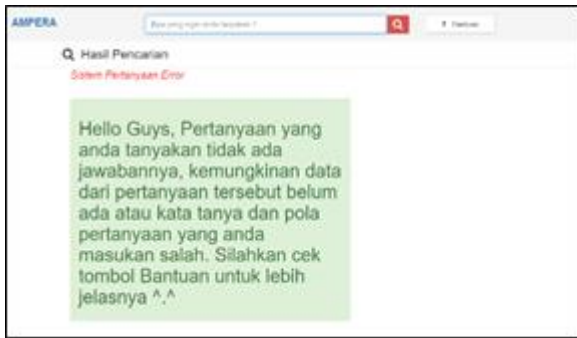 AMPERA
Bantuan
Hasil Pencarian
Sistem Pertanyaan Error
Hello Guys, Pertanyaan yang
anda tanyakan tidak ada
jawabannya, kemungkinan data
dari pertanyaan tersebut belum
ada atau kata tanya dan pola
pertanyaan yang anda
masukan salah. Silahkan cek
tombol Bantuan untuk lebih
jelasnya ^.^